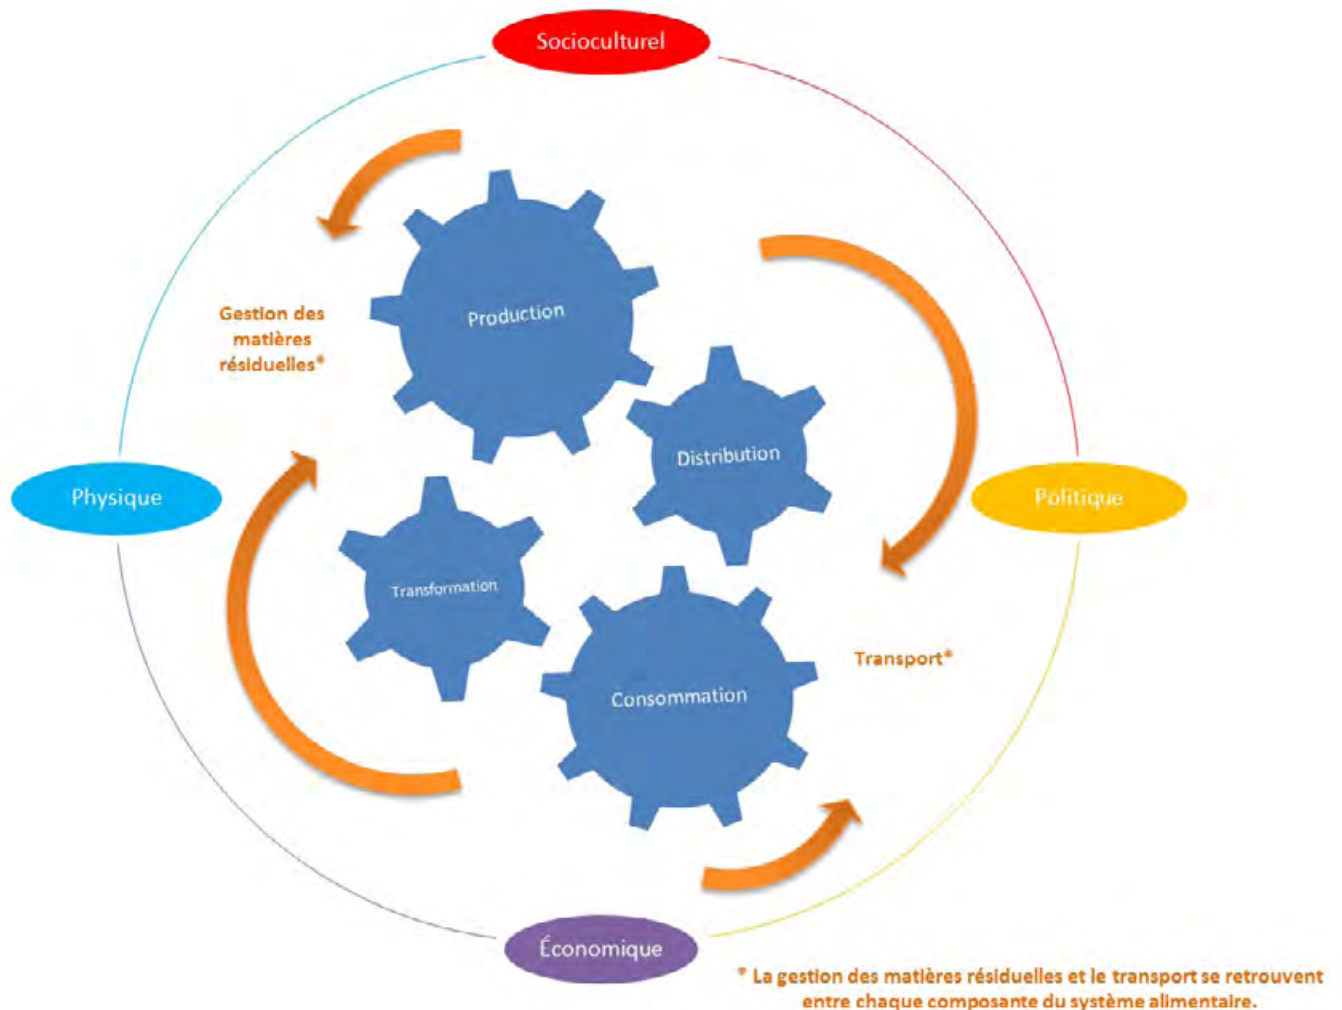 Socioculturel
Production
Gestion des
matières
résiduelles*
Distribution
Physique
Politique
Transformation
Transport*
Consommation
Économique
* La gestion des matières résiduelles et le transport se retrouvent
entre chaque composante du système alimentaire.